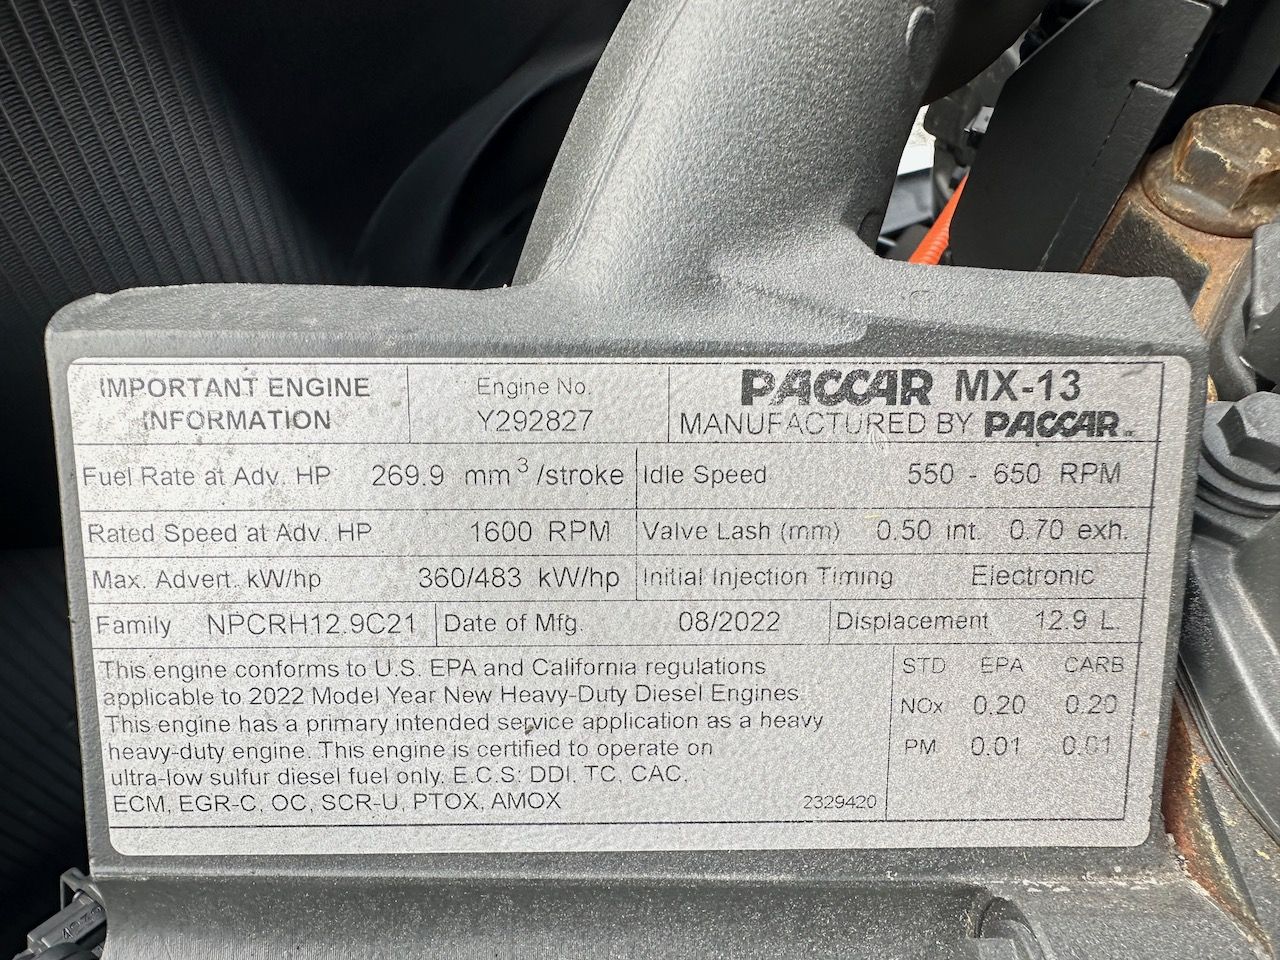 IMPORTANT ENGINE
INFORMATION
Engine No.
Y292827
PACCAR MX-13
MANUFACTURED BY PACCAR
Fuel Rate at Adv. HP 269.9 mm³/stroke
Idle Speed 550 - 650 RPM
Rated Speed at Adv. HP 1600 RPM
Valve Lash (mm) 0.50 int. 0.70 exh.
Max. Advert. kW/hp 360/483 kW/hp
Initial Injection Timing Electronic
Family NPCRH12.9C21
Date of Mfg. 08/2022
Displacement 12.9 L.
This engine conforms to U.S. EPA and California regulations
applicable to 2022 Model Year New Heavy-Duty Diesel Engines.
This engine has a primary intended service application as a heavy
heavy-duty engine. This engine is certified to operate on
ultra-low sulfur diesel fuel only. E.C.S: DDI, TC, CAC,
ECM, EGR-C, OC, SCR-U, PTOX, AMOX
2329420
STD EPA CARB
NOx 0.20 0.20
PM 0.01 0.01